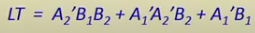 LT = A₂′B₁B₂ + A₁′A₂′B₂ + A₁′B₁